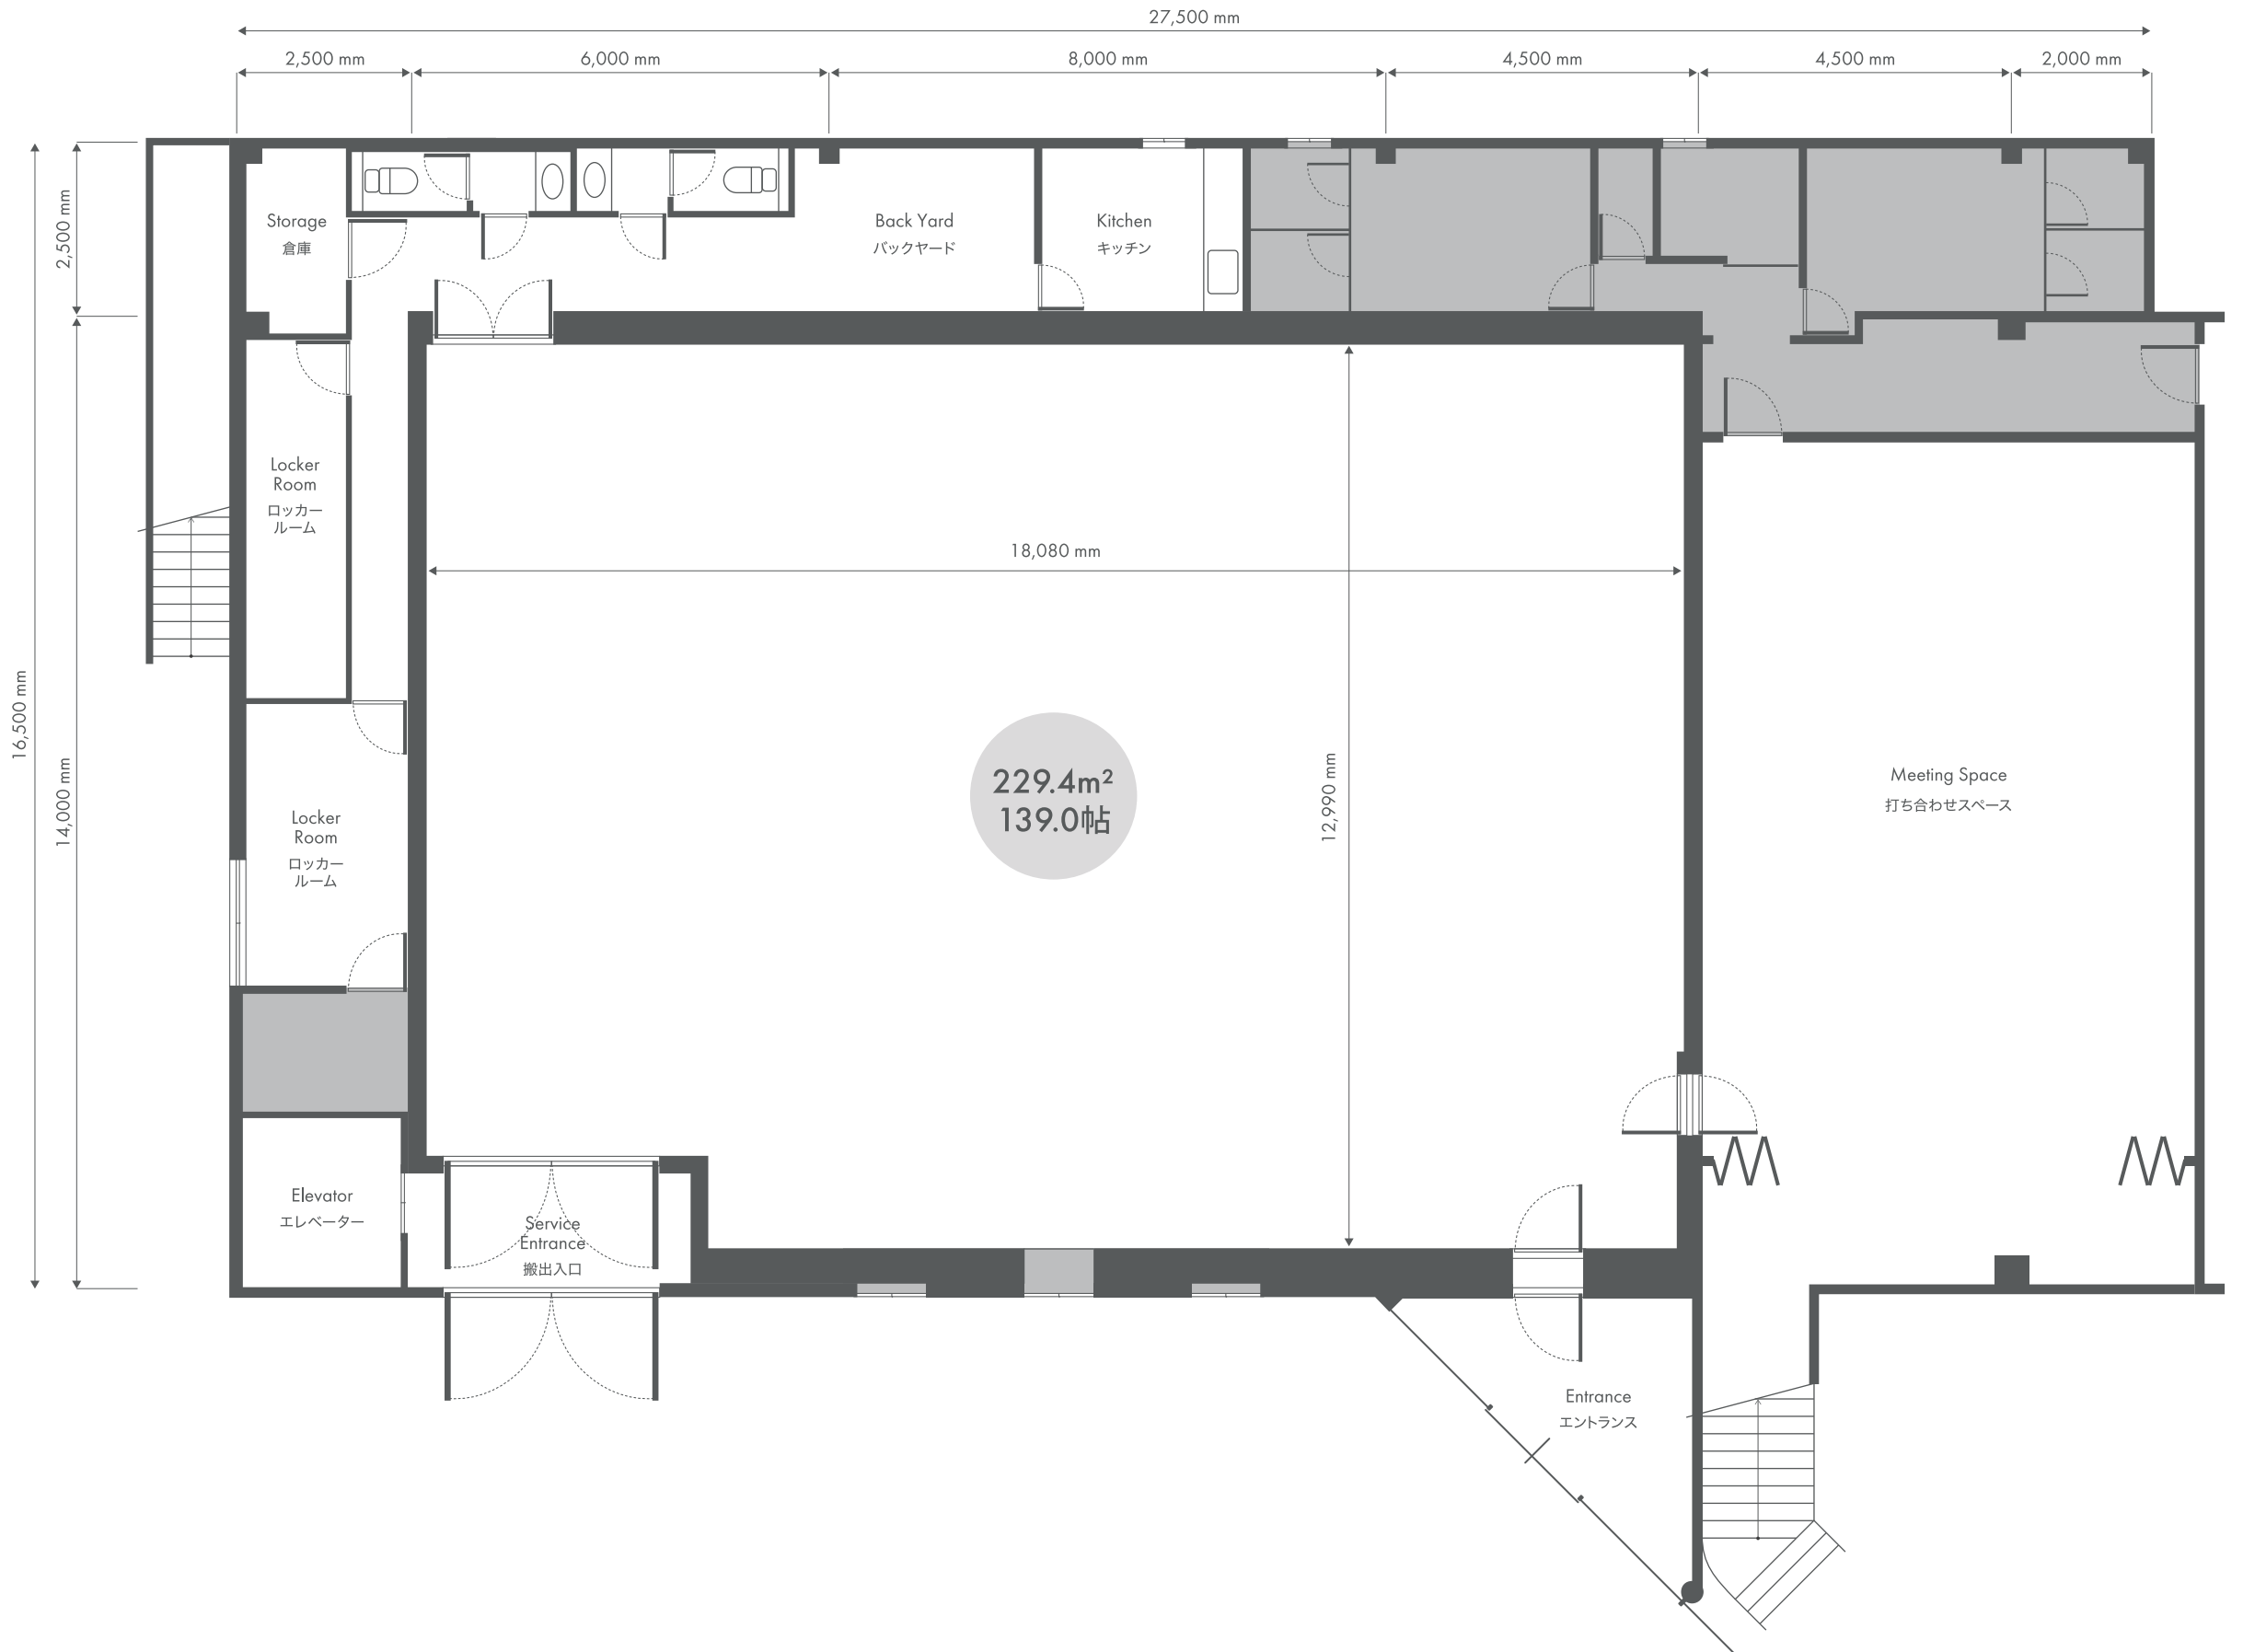 27,500 mm
2,500 mm
6,000 mm
8,000 mm
4,500 mm
4,500 mm
2,000 mm
2,500 mm
16,500 mm
14,000 mm
Storage
倉庫
Back Yard
バックヤード
Kitchen
キッチン
Locker
Room
ロッカー
ルーム
18,080 mm
12,990 mm
229.4m²
139.0帖
Meeting Space
打ち合わせスペース
Locker
Room
ロッカー
ルーム
Elevator
エレベーター
Service
Entrance
搬出入口
Entrance
エントランス